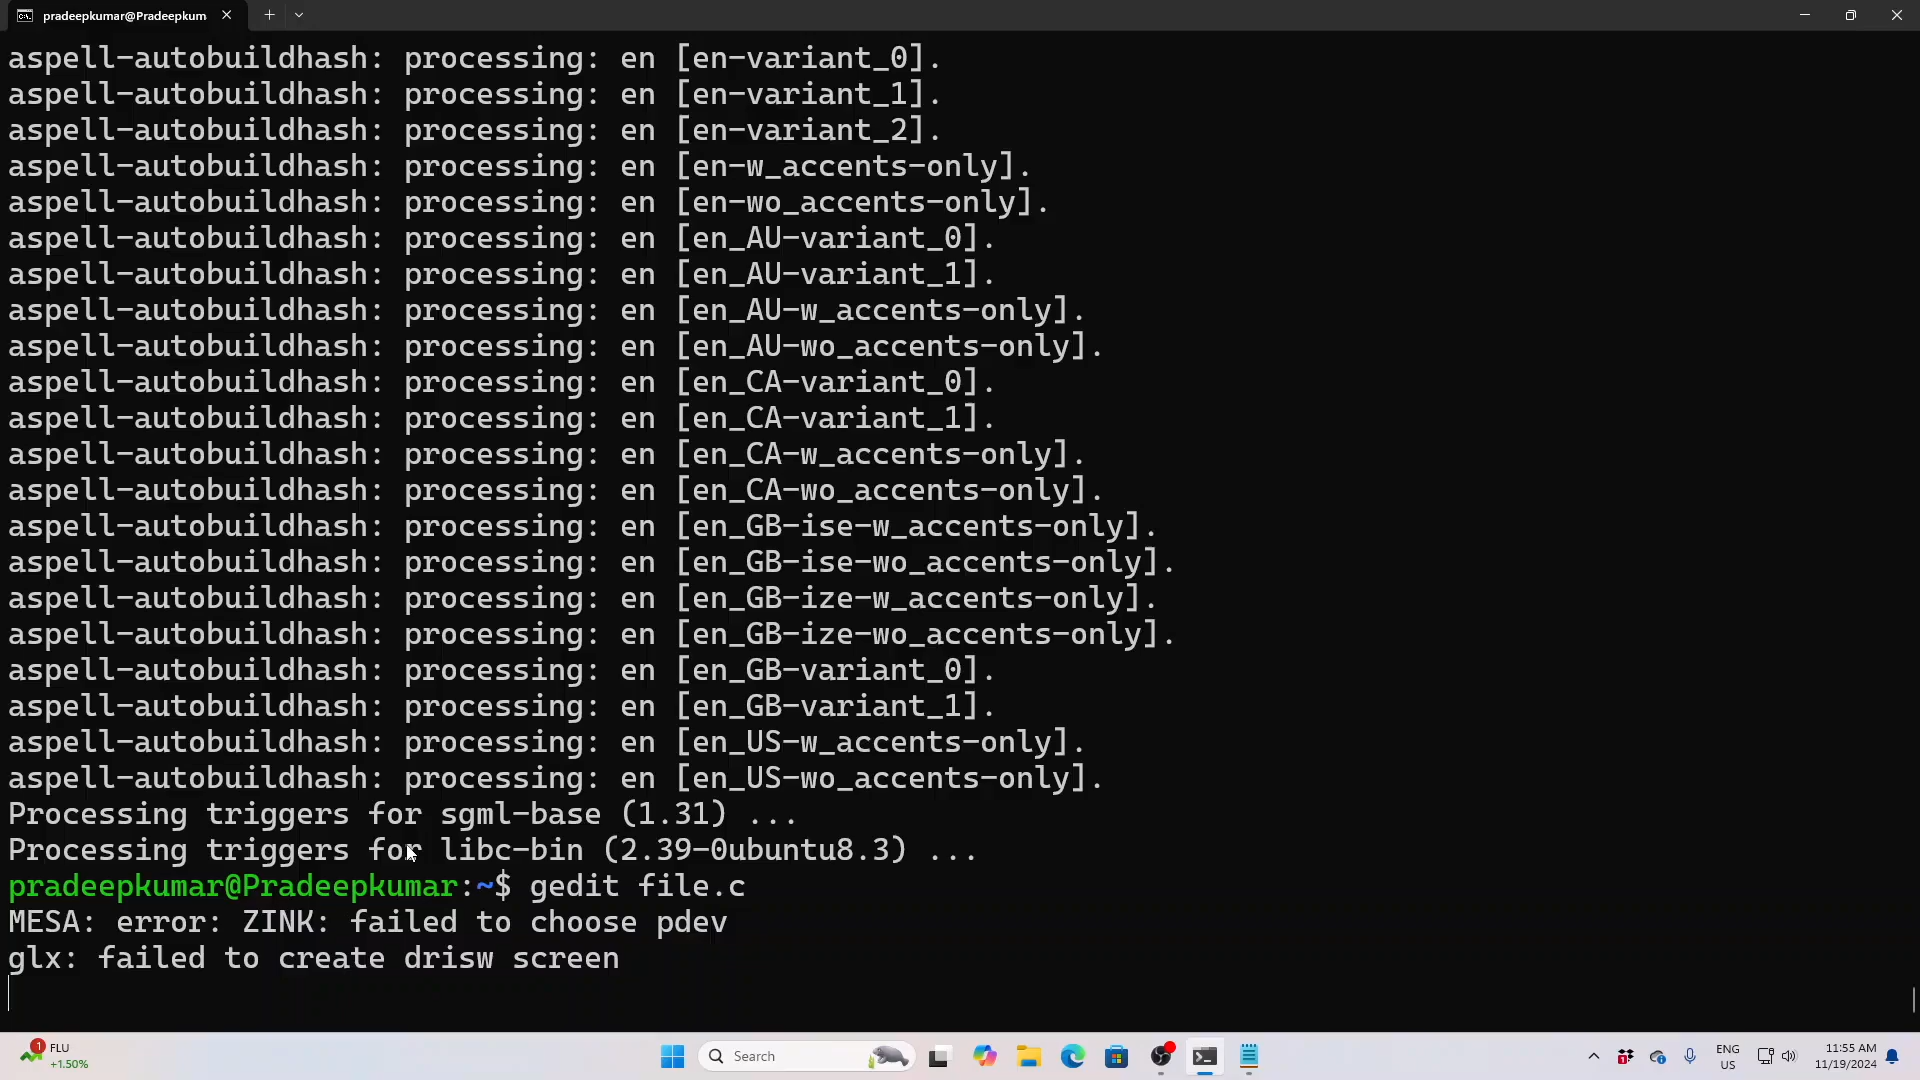 pradeepkumar@Pradeepkum
aspell-autobuildhash: processing: en [en-variant_0].
aspell-autobuildhash: processing: en [en-variant_1].
aspell-autobuildhash: processing: en [en-variant_2].
aspell-autobuildhash: processing: en [en-w_accents-only].
aspell-autobuildhash: processing: en [en-wo_accents-only].
aspell-autobuildhash: processing: en [en_AU-variant_0].
aspell-autobuildhash: processing: en [en_AU-variant_1].
aspell-autobuildhash: processing: en [en_AU-w_accents-only].
aspell-autobuildhash: processing: en [en_AU-wo_accents-only].
aspell-autobuildhash: processing: en [en_CA-variant_0].
aspell-autobuildhash: processing: en [en_CA-variant_1].
aspell-autobuildhash: processing: en [en_CA-w_accents-only].
aspell-autobuildhash: processing: en [en_CA-wo_accents-only].
aspell-autobuildhash: processing: en [en_GB-ise-w_accents-only].
aspell-autobuildhash: processing: en [en_GB-ise-wo_accents-only].
aspell-autobuildhash: processing: en [en_GB-ize-w_accents-only].
aspell-autobuildhash: processing: en [en_GB-ize-wo_accents-only].
aspell-autobuildhash: processing: en [en_GB-variant_0].
aspell-autobuildhash: processing: en [en_GB-variant_1].
aspell-autobuildhash: processing: en [en_US-w_accents-only].
aspell-autobuildhash: processing: en [en_US-wo_accents-only].
Processing triggers for sgml-base (1.31) ...
Processing triggers for libc-bin (2.39-0ubuntu8.3) ...
pradeepkumar@Pradeepkumar:~$ gedit file.c
MESA: error: ZINK: failed to choose pdev
glx: failed to create drisw screen
1
FLU
+1.50%
Search
ENG
US
11:55 AM
11/19/2024